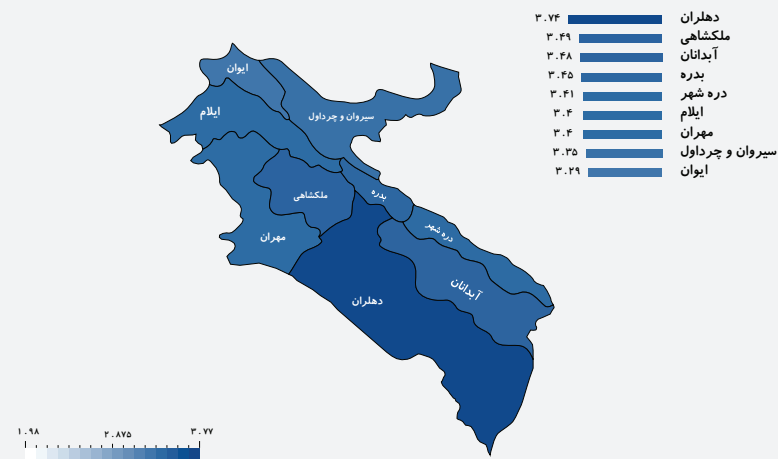 دهلران ۳.۷۴
ملکشاهی ۳.۴۹
آبدانان ۳.۴۸
بدره ۳.۴۵
دره شهر ۳.۴۱
ایلام ۳.۴
مهران ۳.۴
سیروان و چرداول ۳.۳۵
ایوان ۳.۲۹
ایوان
ایلام
سیروان و چرداول
ملکشاهی
بدره
مهران
دره شهر
آبدانان
دهلران
۱.۹۸ ۲.۸۷۵ ۳.۷۷